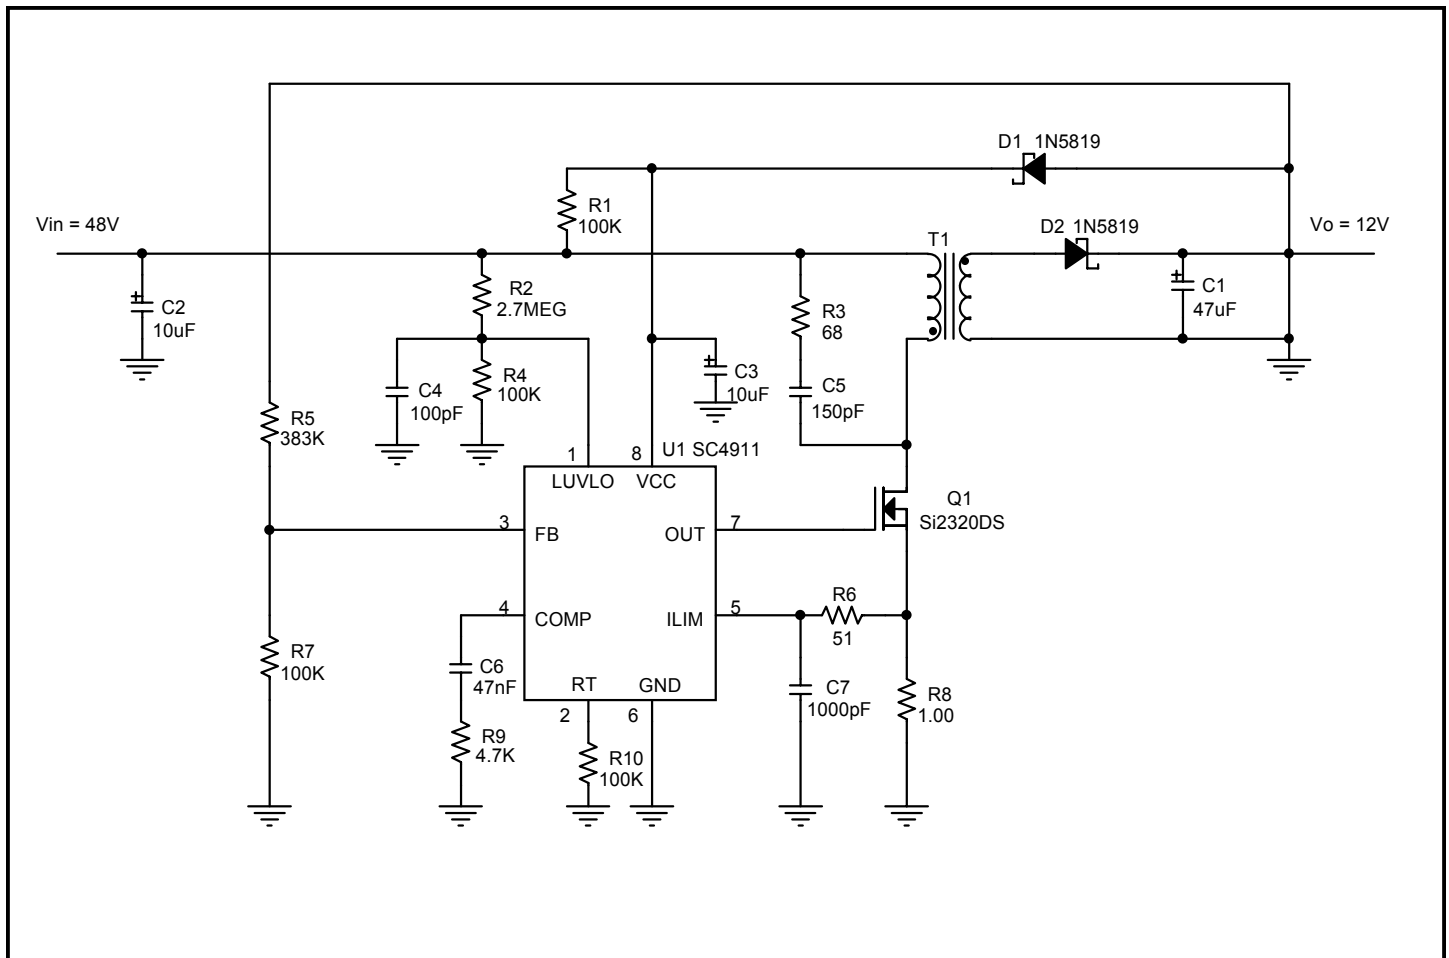 D1 1N5819
Vin = 48V
R1
100K
D2 1N5819
Vo = 12V
T1
C2
10uF
R2
2.7MEG
R3
68
C1
47uF
R5
383K
C4
100pF
R4
100K
C3
10uF
C5
150pF
1
8
U1 SC4911
LUVLO
VCC
3
FB
OUT
7
Q1
Si2320DS
4
COMP
ILIM
5
R6
51
R7
100K
C6
47nF
RT
GND
C7
1000pF
R8
1.00
2
6
R9
4.7K
R10
100K